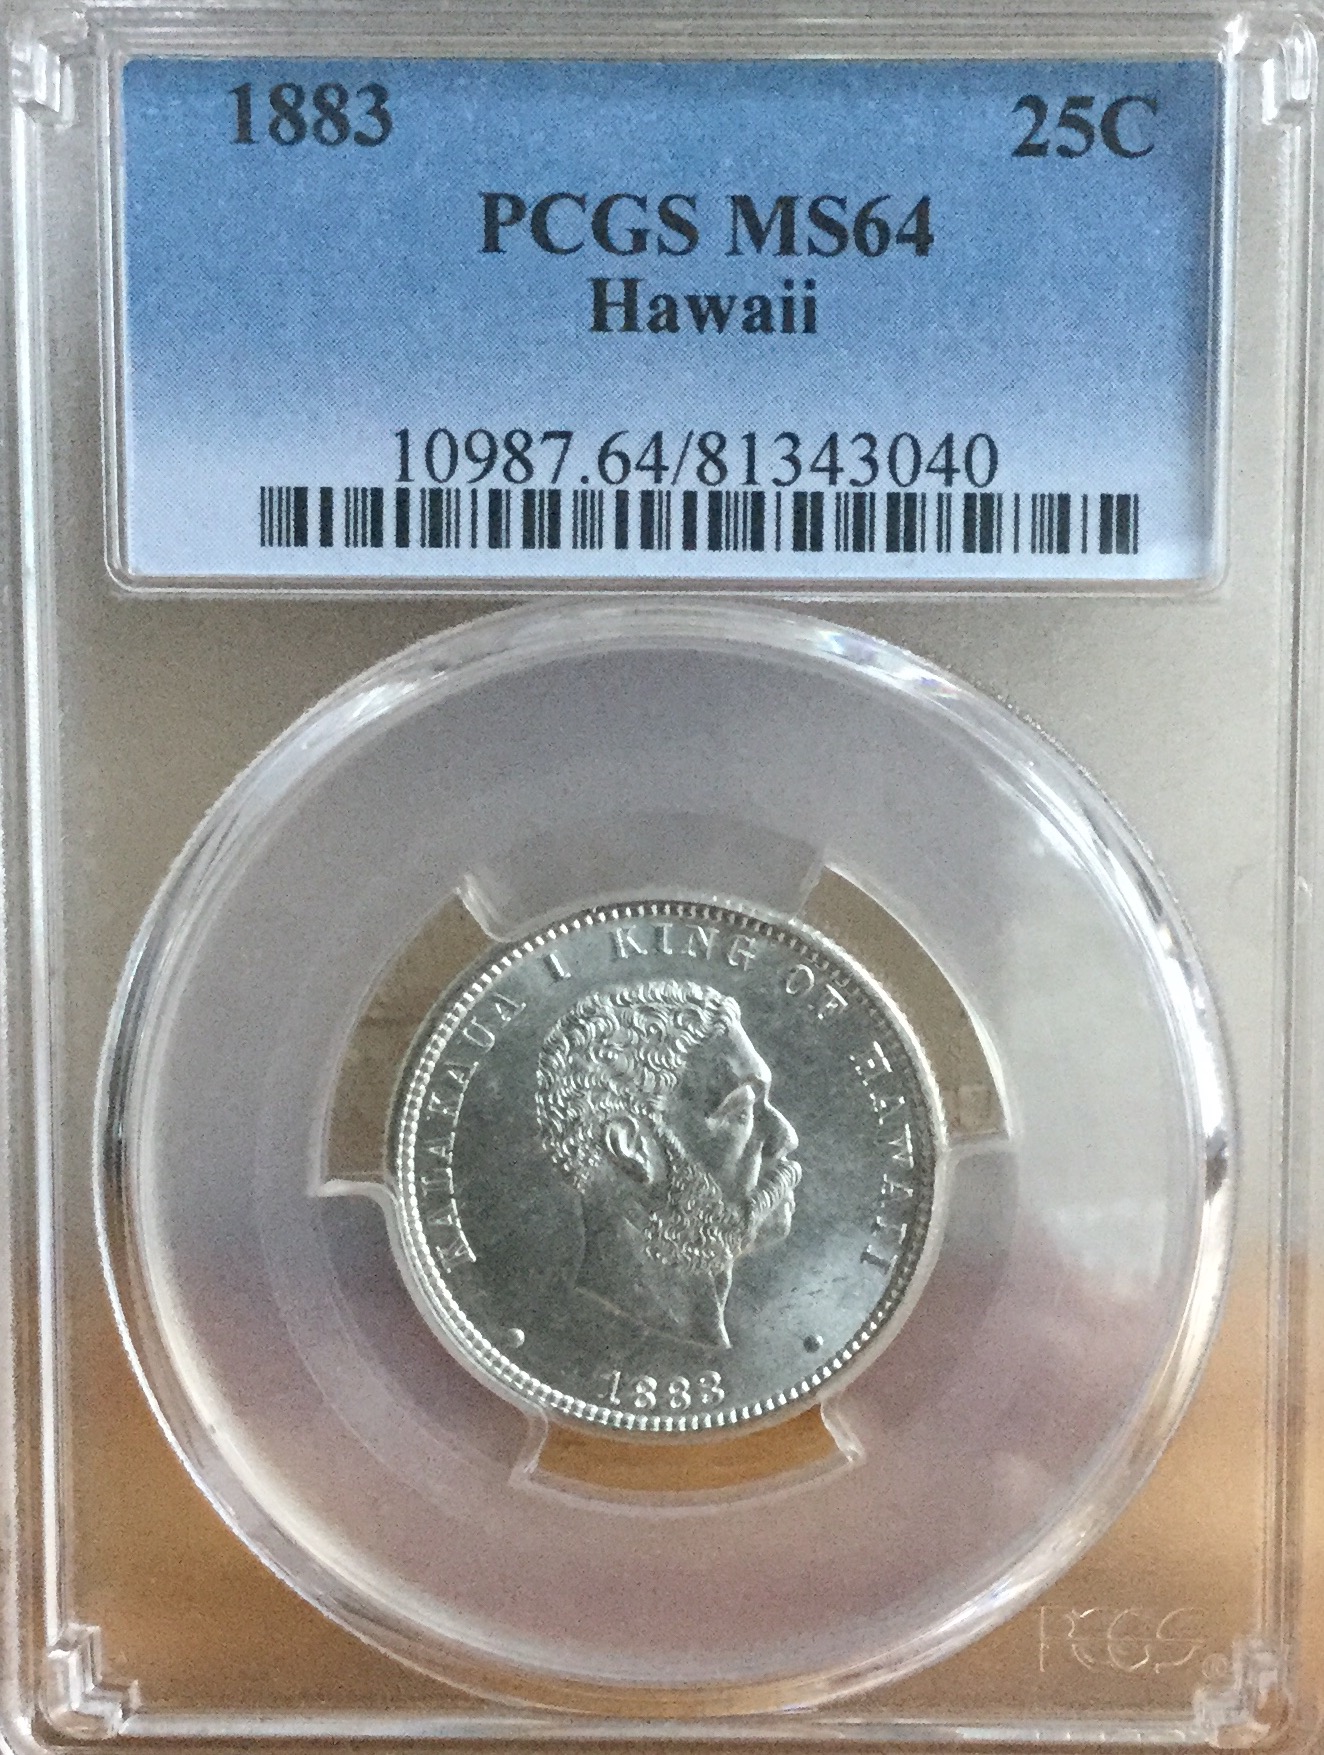 1883 25C
PCGS MS64
Hawaii
10987.64/81343040
KALAKAUA I KING OF HAWAII
1883
PCGS